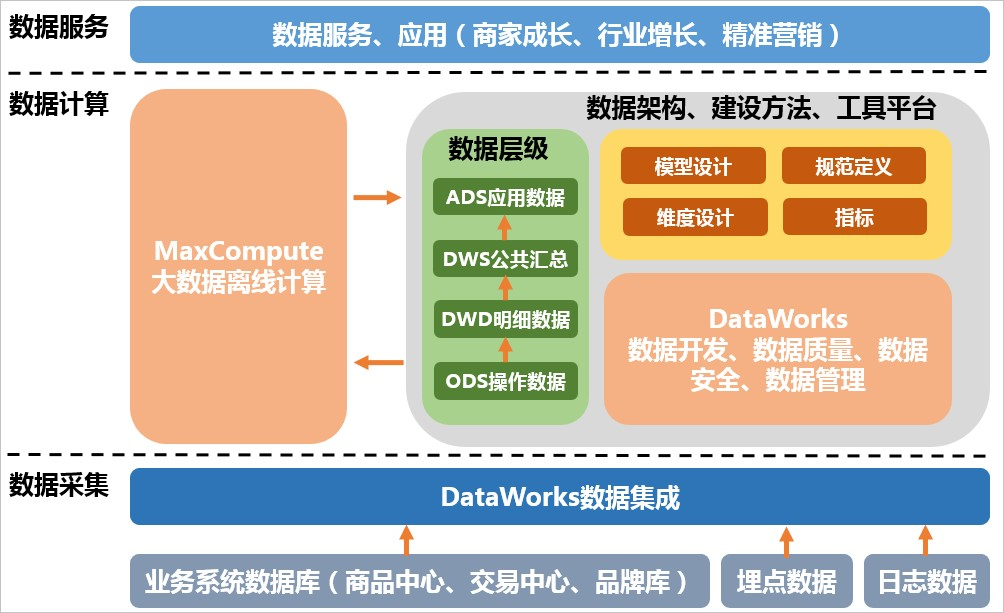 数据服务
数据服务、应用（商家成长、行业增长、精准营销）
数据计算
MaxCompute
大数据离线计算
数据架构、建设方法、工具平台
数据层级
ADS应用数据
DWS公共汇总
DWD明细数据
ODS操作数据
模型设计
规范定义
维度设计
指标
DataWorks
数据开发、数据质量、数据
安全、数据管理
数据采集
DataWorks数据集成
业务系统数据库（商品中心、交易中心、品牌库）
埋点数据
日志数据